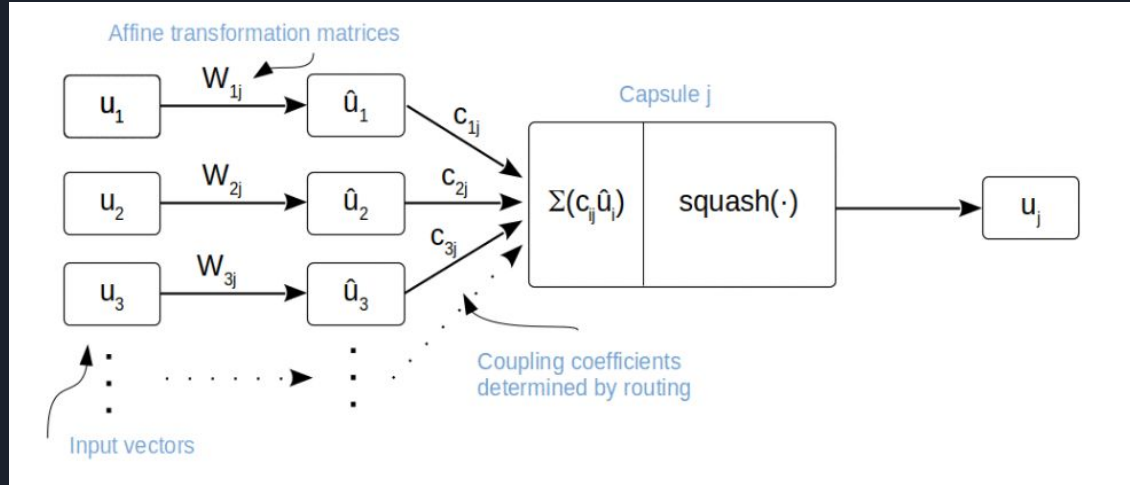 Affine transformation matrices
W1j
u1
û1
c1j
Capsule j
W2j
u2
û2
c2j
Σ(cijûi)
squash(·)
uj
W3j
u3
û3
c3j
Coupling coefficients
determined by routing
Input vectors